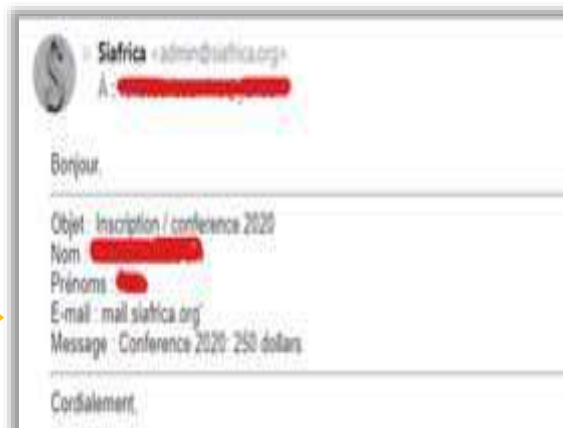 Siafrica <admin@siafrica.org>
À :
Bonjour,
Objet : Inscription / conference 2020
Nom
Prénoms :
E-mail : mail.siafrica.org'
Message : Conference 2020: 250 dollars
Cordialement,